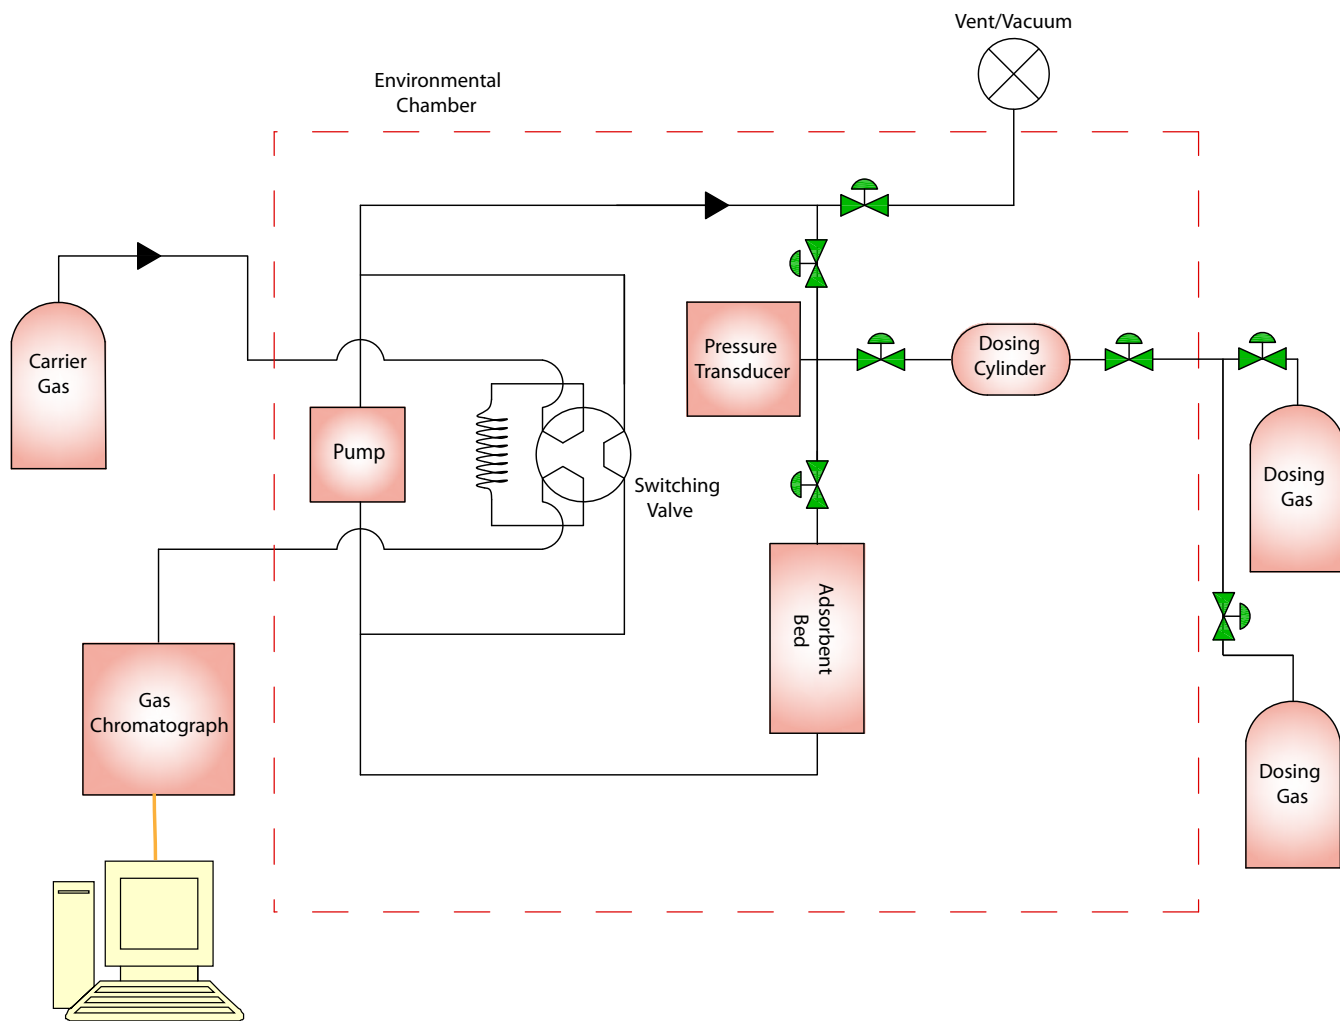 Vent/Vacuum
Environmental
Chamber
Carrier
Gas
Pressure
Transducer
Dosing
Cylinder
Pump
Switching
Valve
Dosing
Gas
Adsorbent
Bed
Gas
Chromatograph
Dosing
Gas